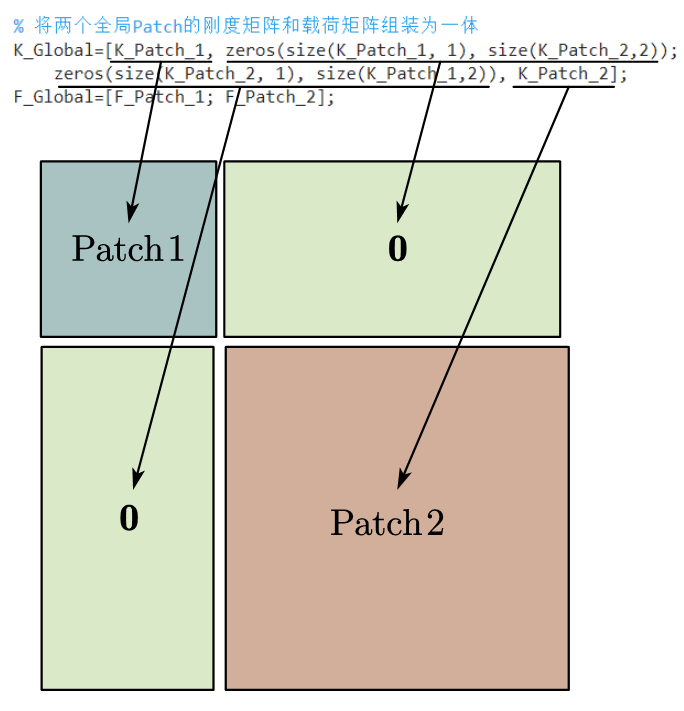 % 将两个全局Patch的刚度矩阵和载荷矩阵组装为一体
K_Global=[K_Patch_1, zeros(size(K_Patch_1, 1), size(K_Patch_2,2));
zeros(size(K_Patch_2, 1), size(K_Patch_1,2)), K_Patch_2];
F_Global=[F_Patch_1; F_Patch_2];
Patch 1
0
0
Patch 2